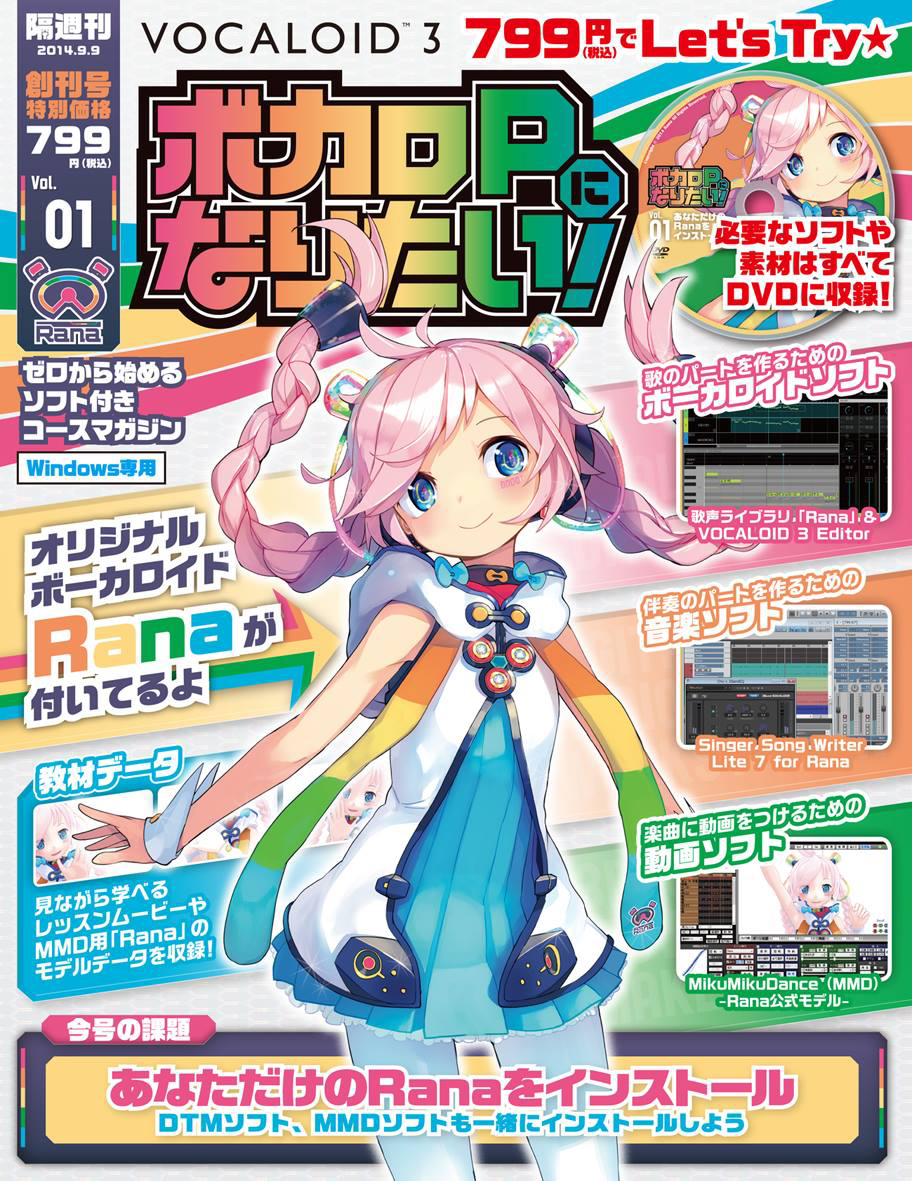 隔週刊
2014.9.9
創刊号
特別価格
799
円(税込)
Vol.
01
Rana
VOCALOID™ 3
799円(税込)でLet's Try★
ボカロPに
なりたい!
ボカロPに
なりたい!
Vol.
01
あなただけの
Ranaを
インスト
必要なソフトや
素材はすべて
DVDに収録!
ゼロから始める
ソフト付き
コースマガジン
Windows専用
オリジナル
ボーカロイド
Ranaが
付いてるよ
歌のパートを作るための
ボーカロイドソフト
歌声ライブラリ「Rana」&
VOCALOID 3 Editor
伴奏のパートを作るための
音楽ソフト
Singer Song Writer
Lite 7 for Rana
楽曲に動画をつけるための
動画ソフト
MikuMikuDance (MMD)
-Rana公式モデル-
教材データ
見ながら学べる
レッスンムービーや
MMD用「Rana」の
モデルデータを収録!
Rana
今号の課題
あなただけのRanaをインストール
DTMソフト、MMDソフトも一緒にインストールしよう